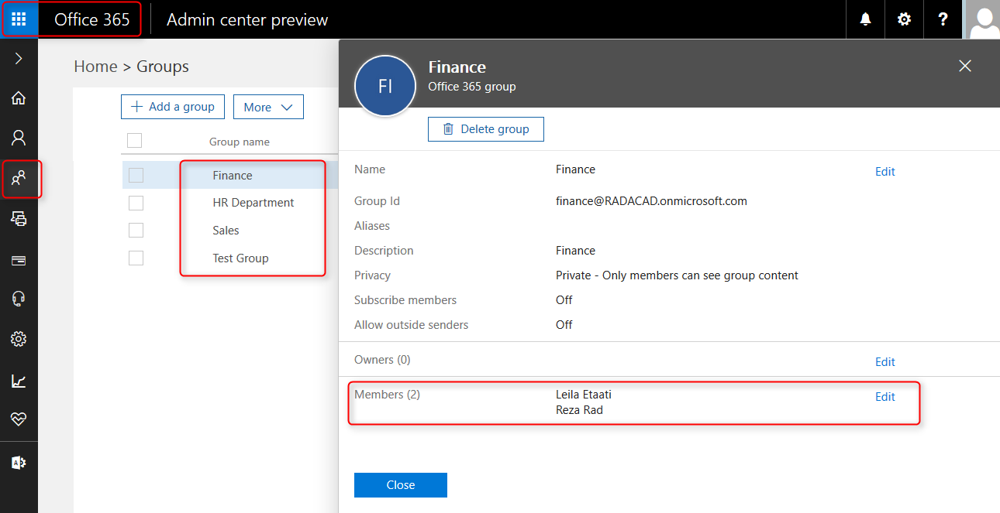 Office 365 Admin center preview ?
Home > Groups
+ Add a group More
Group name
Finance
HR Department
Sales
Test Group
FI
Finance
Office 365 group
Delete group
Name Finance Edit
Group Id finance@RADACAD.onmicrosoft.com
Aliases
Description Finance
Privacy Private - Only members can see group content
Subscribe members Off
Allow outside senders Off
Owners (0) Edit
Members (2) Leila Etaati Edit
Reza Rad
Close